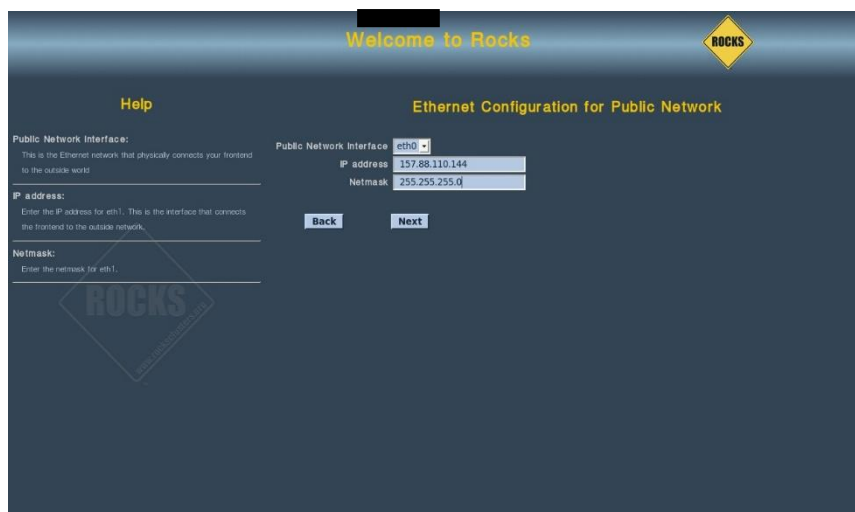 Welcome to Rocks
ROCKS
Help
Public Network Interface:
This is the Ethernet network that physically connects your frontend
to the outside world
IP address:
Enter the IP address for eth1. This is the interface that connects
the frontend to the outside network.
Netmask:
Enter the netmask for eth1.
ROCKS
www.rocksclusters.org
Ethernet Configuration for Public Network
Public Network Interface eth0
IP address 157.88.110.144
Netmask 255.255.255.0
Back Next